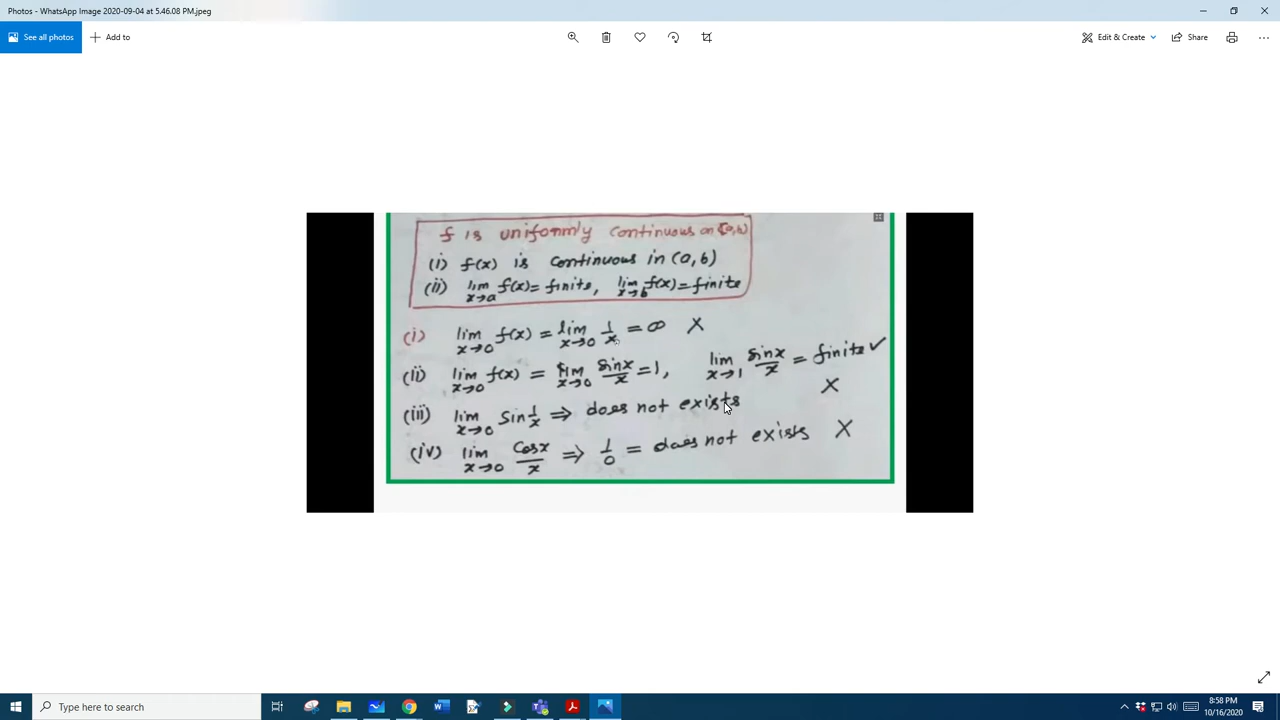 Photos - WhatsApp Image 2020-09-04 at 5.46.08 PM.jpeg
See all photos + Add to Edit & Create Share
f is uniformly continuous on (a,b)
(i) f(x) is continuous in (a,b)
(ii) lim x→a f(x) = finite, lim x→b f(x) = finite
(i) lim x→0 f(x) = lim x→0 1/x = ∞ X
(ii) lim x→0 f(x) = lim x→0 sinx/x = 1, lim x→1 sinx/x = finite ✓
(iii) lim x→0 Sin 1/x ⇒ does not exists X
(iv) lim x→0 Cosx/x ⇒ 1/0 = does not exists X
Type here to search
8:58 PM
10/16/2020